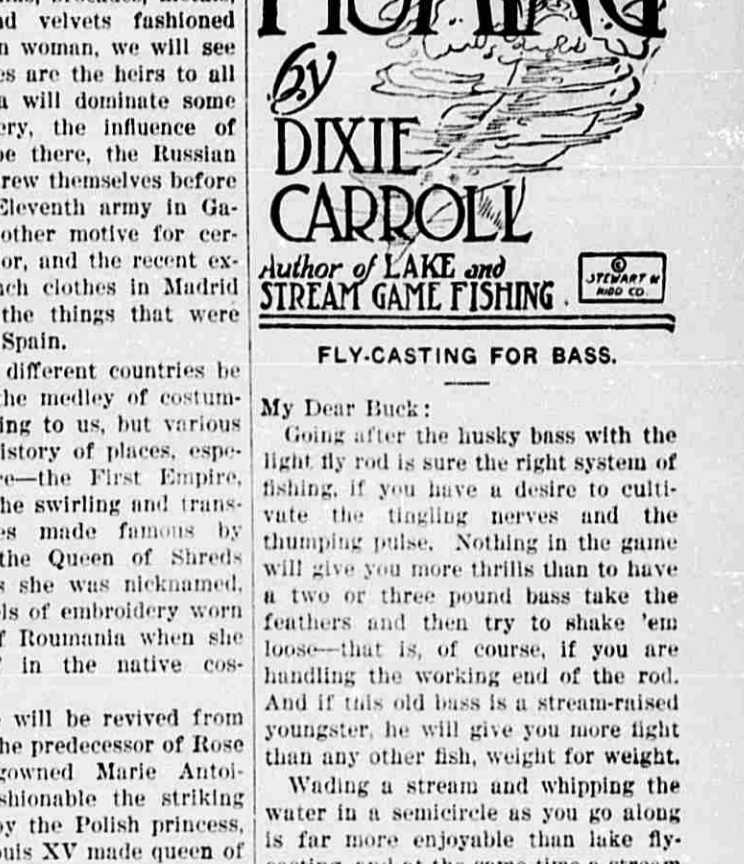 nd velvets fashioned
n woman, we will see
es are the heirs to all
a will dominate some
ery, the influence of
be there, the Russian
rew themselves before
Eleventh army in Ga-
other motive for cer-
or, and the recent ex-
ch clothes in Madrid
the things that were
Spain.
different countries be
the medley of costum-
ing to us, but various
istory of places, espe-
re—the First Empire,
he swirling and trans-
es made famous by
the Queen of Shreds
s she was nicknamed,
ls of embroidery worn
f Roumania when she
in the native cos-
will be revived from
he predecessor of Rose
gowned Marie Antoi-
shionable the striking
by the Polish princess,
ouis XV made queen of
FISHING
by
DIXIE
CARROLL
Author of LAKE and
STREAM GAME FISHING.
©
STEWART &
KIDD CO.
FLY-CASTING FOR BASS.
My Dear Buck:
Going after the husky bass with the
light fly rod is sure the right system of
fishing, if you have a desire to culti-
vate the tingling nerves and the
thumping pulse. Nothing in the game
will give you more thrills than to have
a two or three pound bass take the
feathers and then try to shake 'em
loose—that is, of course, if you are
handling the working end of the rod.
And if this old bass is a stream-raised
youngster, he will give you more fight
than any other fish, weight for weight.
Wading a stream and whipping the
water in a semicircle as you go along
is far more enjoyable than lake fly-
casting, and at the same time a stream